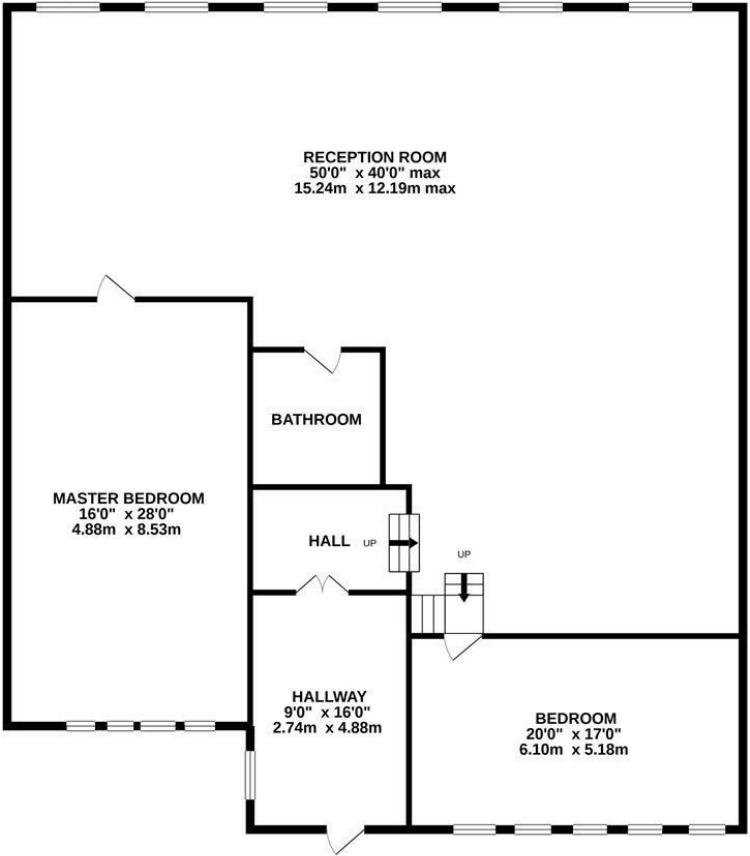 RECEPTION ROOM
50'0" x 40'0" max
15.24m x 12.19m max
BATHROOM
MASTER BEDROOM
16'0" x 28'0"
4.88m x 8.53m
HALL
UP
UP
HALLWAY
9'0" x 16'0"
2.74m x 4.88m
BEDROOM
20'0" x 17'0"
6.10m x 5.18m